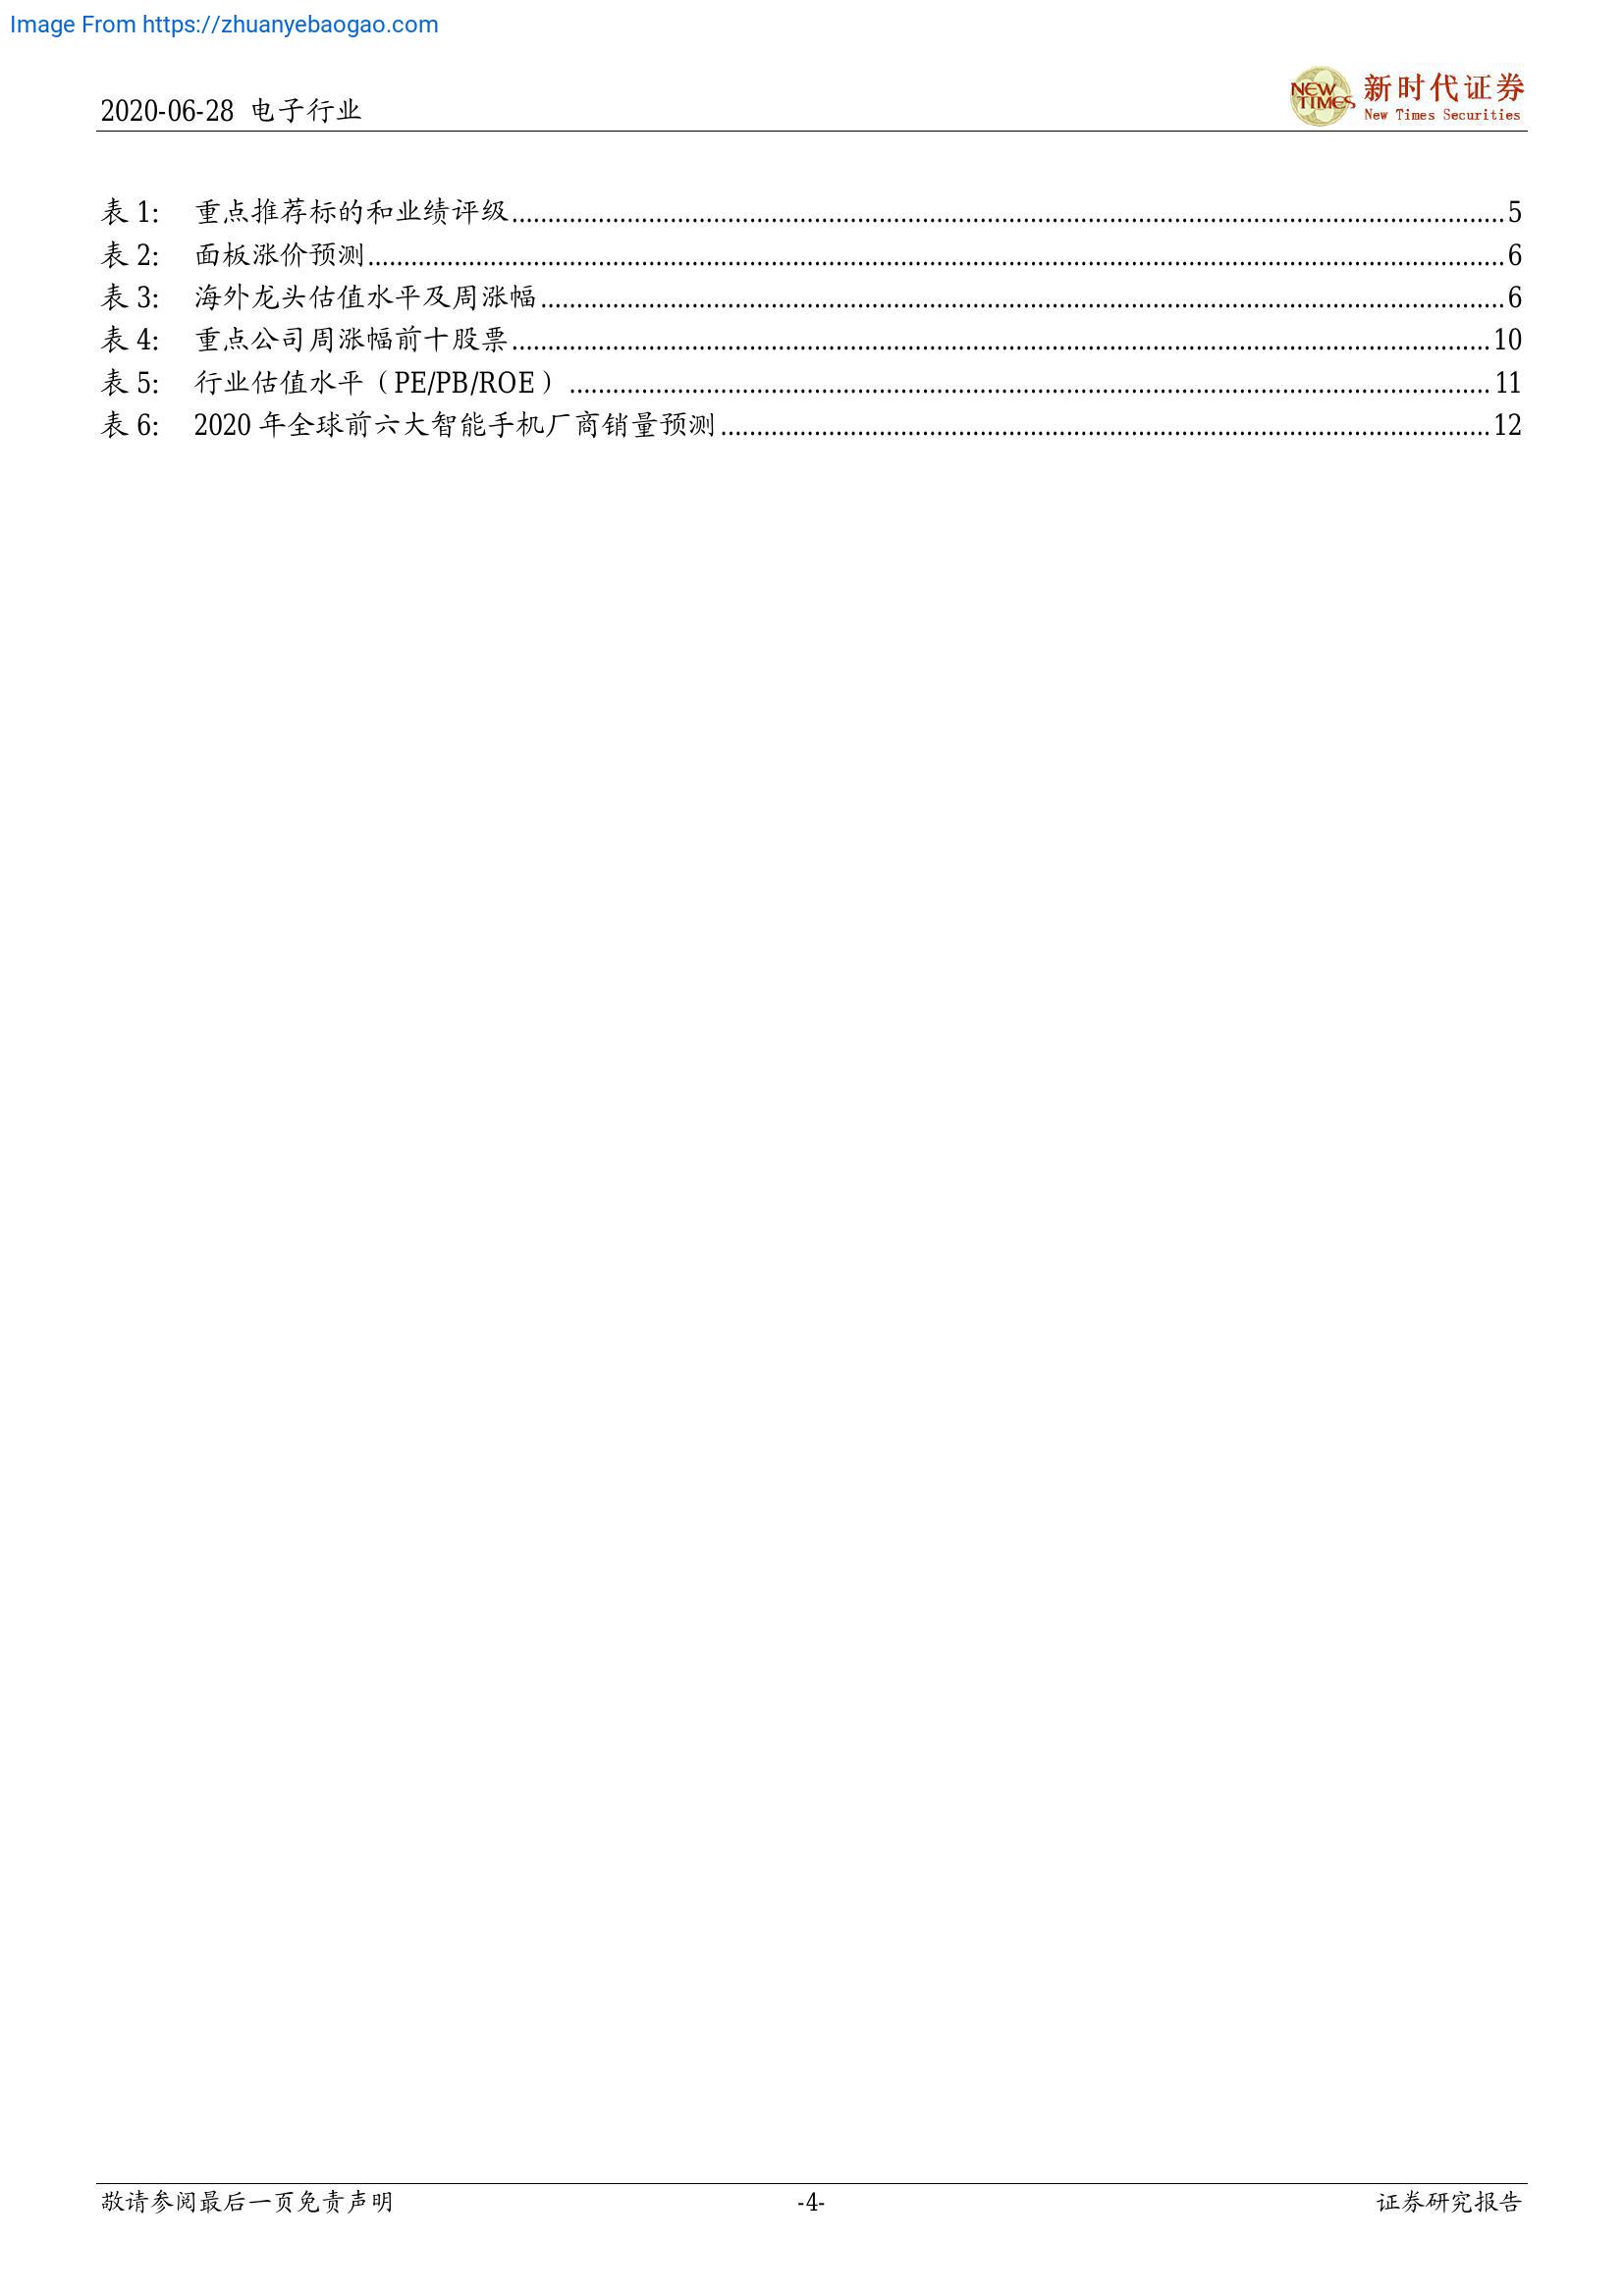 Image From https://zhuanyebaogao.com
2020-06-28 电子行业
NEW TIMES 新时代证券
New Times Securities
表 1: 重点推荐标的和业绩评级 5
表 2: 面板涨价预测 6
表 3: 海外龙头估值水平及周涨幅 6
表 4: 重点公司周涨幅前十股票 10
表 5: 行业估值水平（PE/PB/ROE） 11
表 6: 2020 年全球前六大智能手机厂商销量预测 12
敬请参阅最后一页免责声明 -4- 证券研究报告